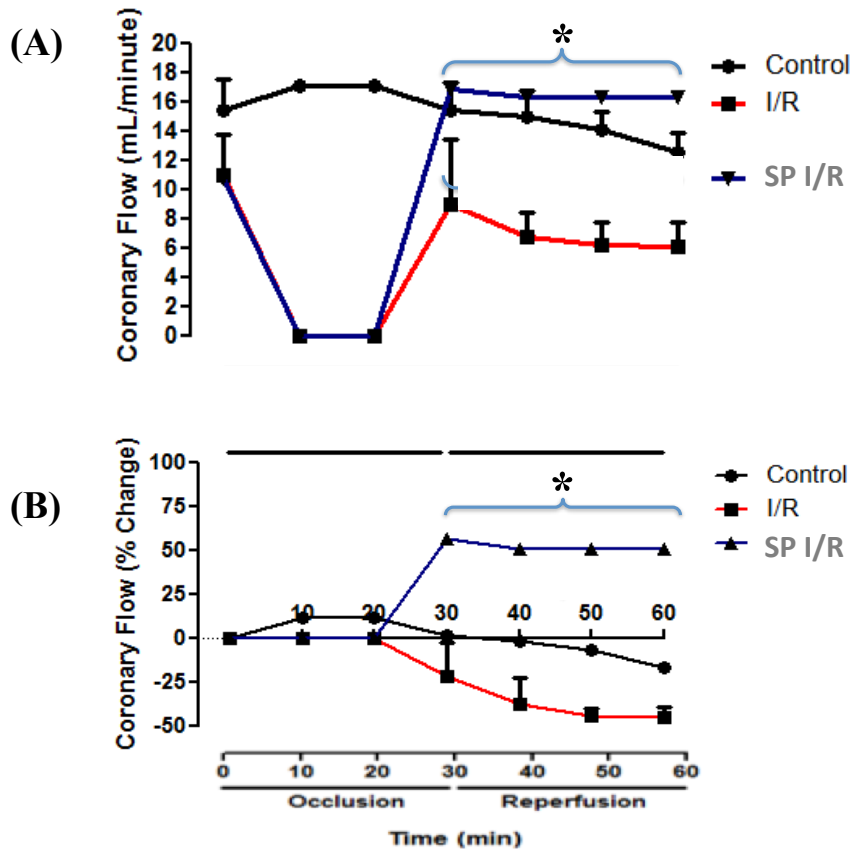 (A)
Coronary Flow (mL/minute)
20
18
16
14
12
10
8
6
4
2
0
*
Control
I/R
SP I/R
(B)
Coronary Flow (% Change)
100
75
50
25
0
-25
-50
*
Control
I/R
SP I/R
10 20 30 40 50 60
0 10 20 30 40 50 60
Occlusion Reperfusion
Time (min)